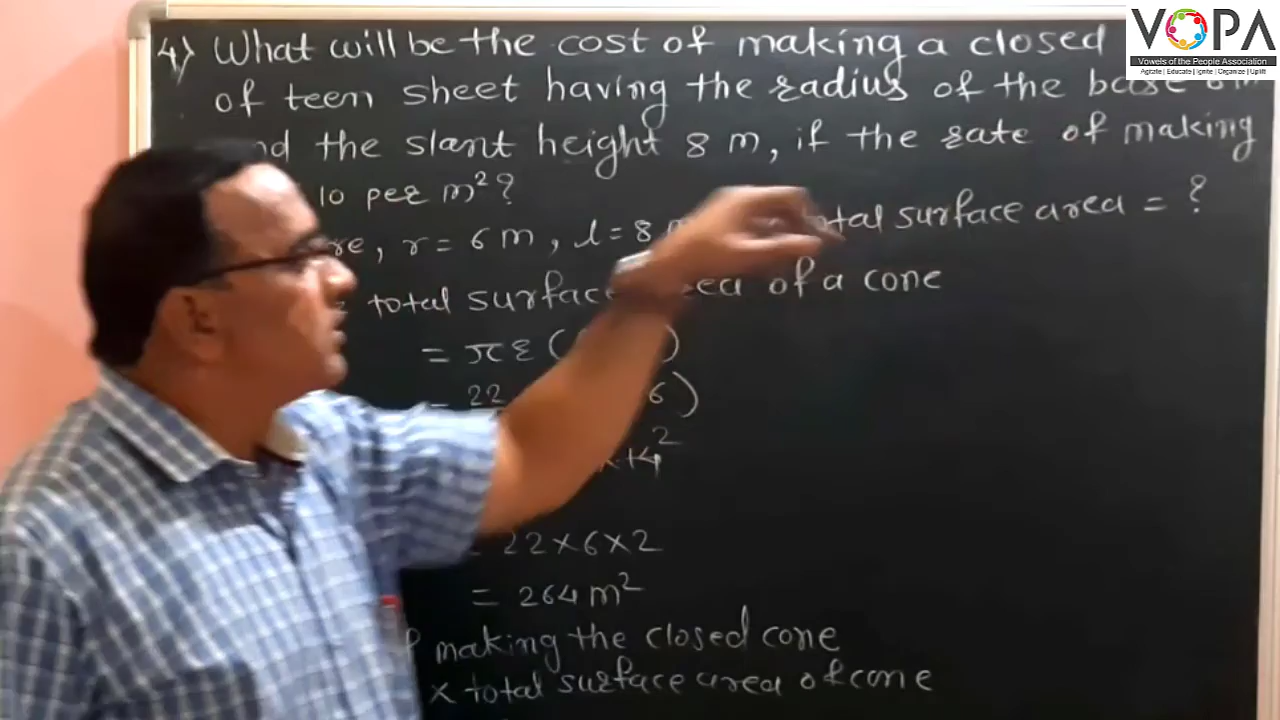 VOPA
Vowels of the People Association
Agitate | Educate | Ignite | Organize | Uplift
4) What will be the cost of making a closed
of teen sheet having the radius of the base
the slant height 8 m, if the rate of making
10 per m²?
r = 6 m, l = 8 total surface area = ?
total surface area of a cone
= πr ( )
= 22 6 )
× 14 2
= 22×6×2
= 264 m²
making the closed cone
× total surface area of cone